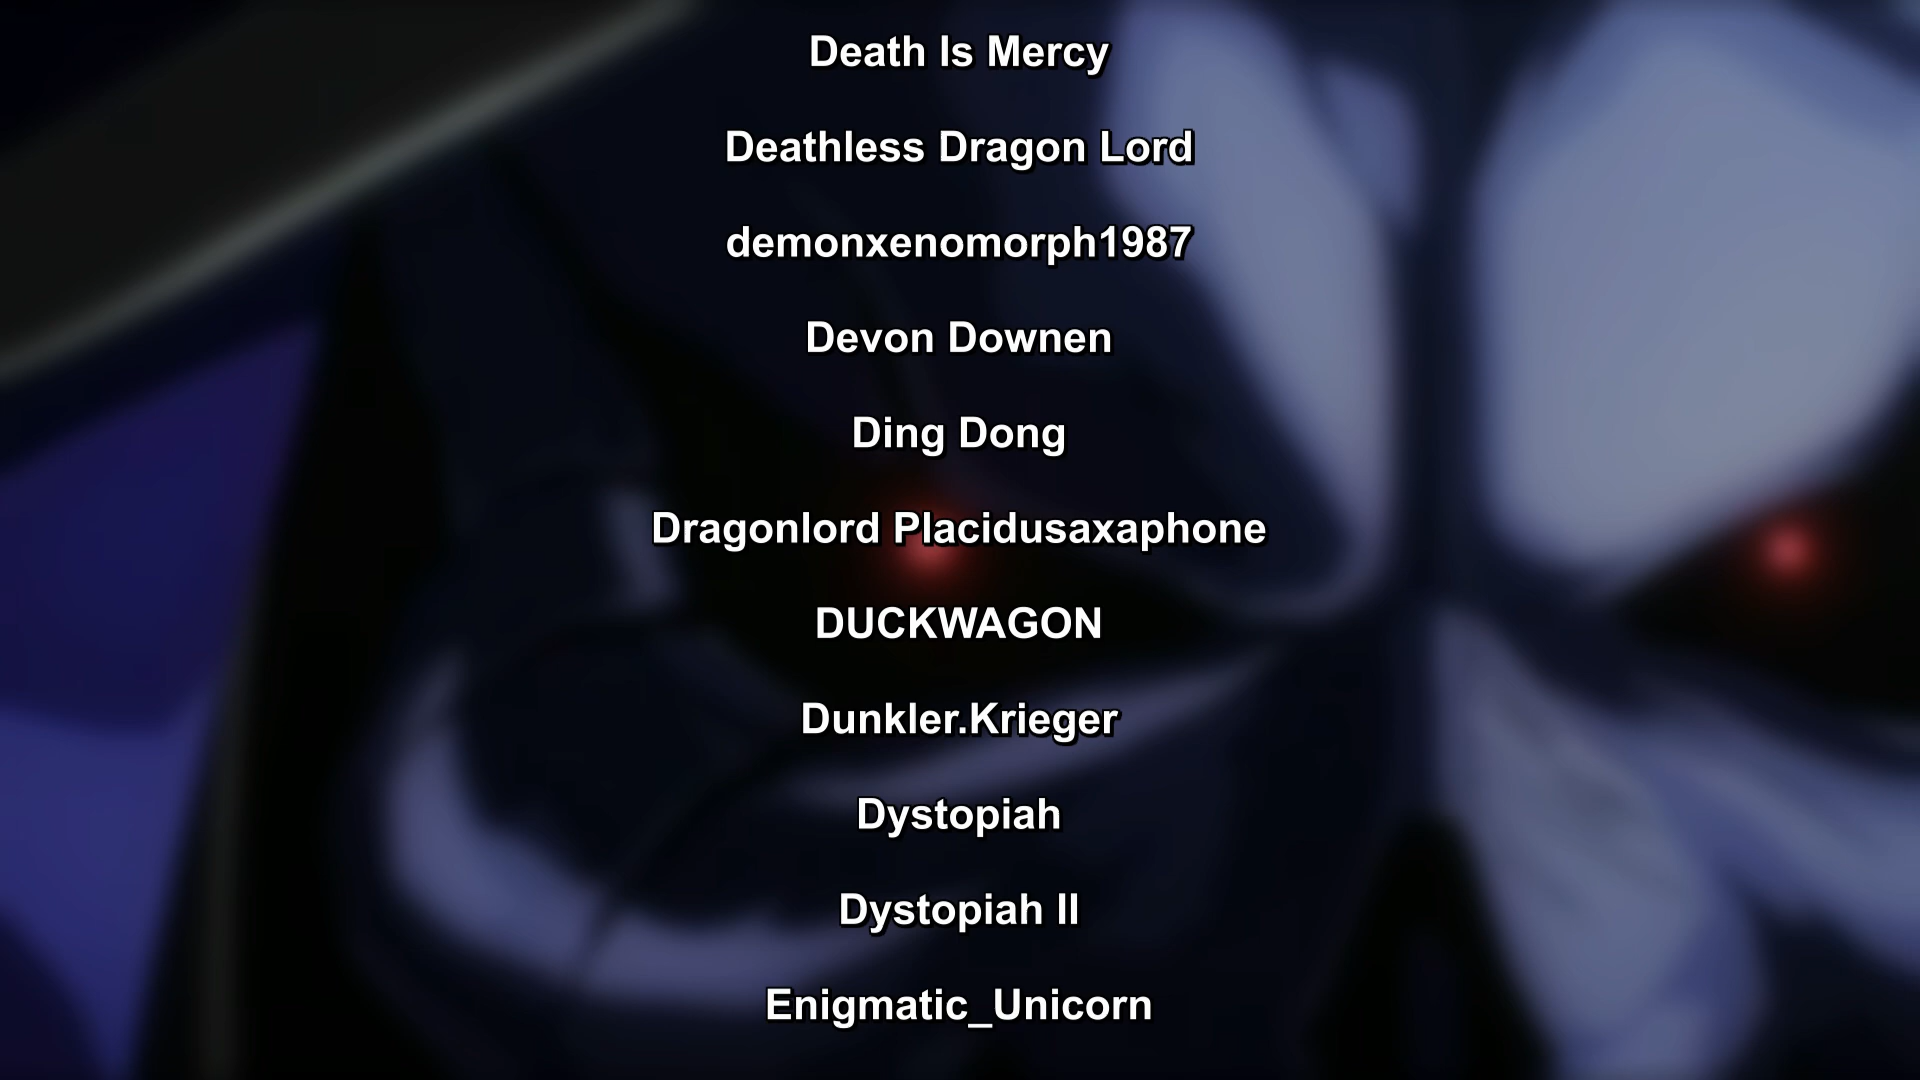 Death Is Mercy
Deathless Dragon Lord
demonxenomorph1987
Devon Downen
Ding Dong
Dragonlord Placidusaxaphone
DUCKWAGON
Dunkler.Krieger
Dystopiah
Dystopiah II
Enigmatic_Unicorn